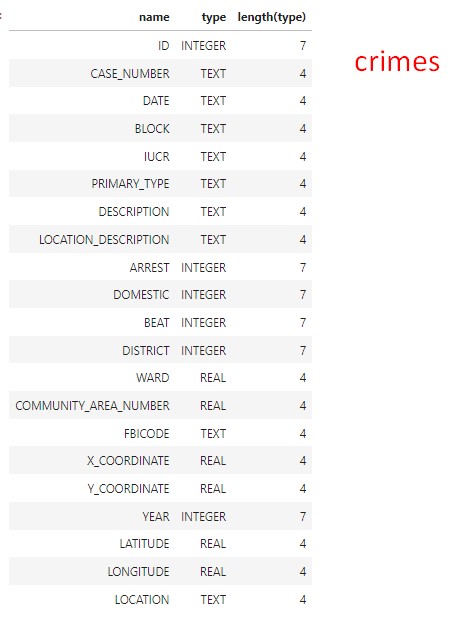 name type length(type)
crimes
ID INTEGER 7
CASE_NUMBER TEXT 4
DATE TEXT 4
BLOCK TEXT 4
IUCR TEXT 4
PRIMARY_TYPE TEXT 4
DESCRIPTION TEXT 4
LOCATION_DESCRIPTION TEXT 4
ARREST INTEGER 7
DOMESTIC INTEGER 7
BEAT INTEGER 7
DISTRICT INTEGER 7
WARD REAL 4
COMMUNITY_AREA_NUMBER REAL 4
FBICODE TEXT 4
X_COORDINATE REAL 4
Y_COORDINATE REAL 4
YEAR INTEGER 7
LATITUDE REAL 4
LONGITUDE REAL 4
LOCATION TEXT 4